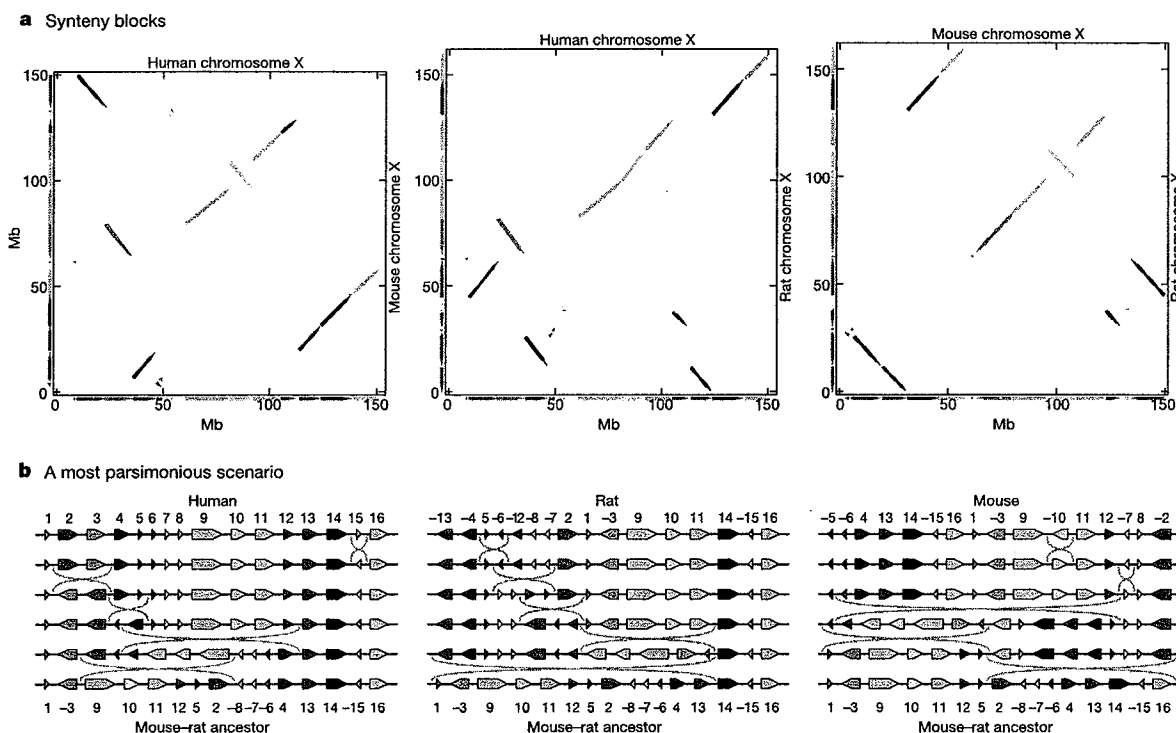 a Synteny blocks
Human chromosome X
150
100
50
0
Mb
0 50 100 150
Mb
Mouse chromosome X
Human chromosome X
150
100
50
0
0 50 100 150
Mb
Rat chromosome X
Mouse chromosome X
150
100
50
0
0 50 100 150
Mb
b A most parsimonious scenario
Human
1 2 3 4 5 6 7 8 9 10 11 12 13 14 15 16
1 -3 9 10 11 12 5 2 -8 -7 -6 4 13 14 -15 16
Mouse–rat ancestor
Rat
-13 -4 5 -6 -12 -8 -7 2 1 -3 9 10 11 14 -15 16
1 -3 9 10 11 12 5 2 -8 -7 -6 4 13 14 -15 16
Mouse–rat ancestor
Mouse
-5 -6 4 13 14 -15 16 1 -3 9 -10 11 12 -7 8 -2
1 -3 9 10 11 12 5 2 -8 -7 -6 4 13 14 -15 16
Mouse–rat ancestor